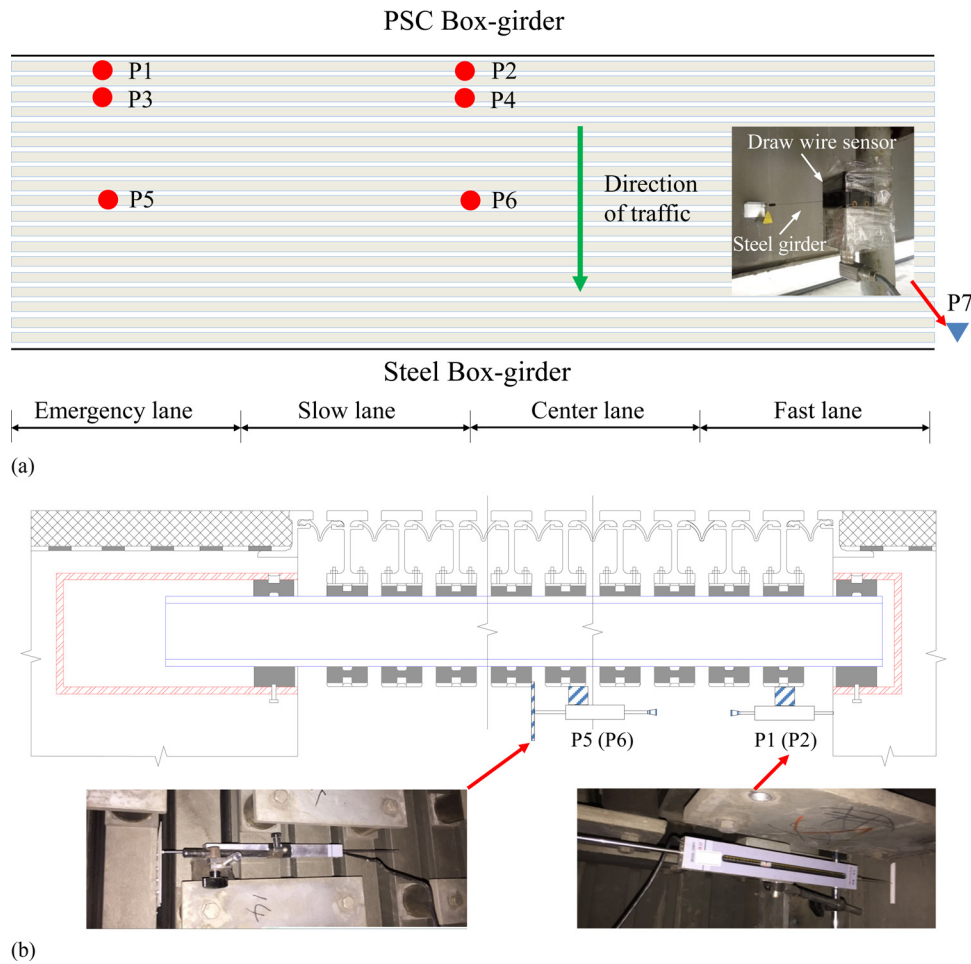 PSC Box-girder
P1
P2
P3
P4
Draw wire sensor
P5
P6
Direction
of traffic
Steel girder
P7
Steel Box-girder
Emergency lane
Slow lane
Center lane
Fast lane
(a)
P5 (P6)
P1 (P2)
14
(b)